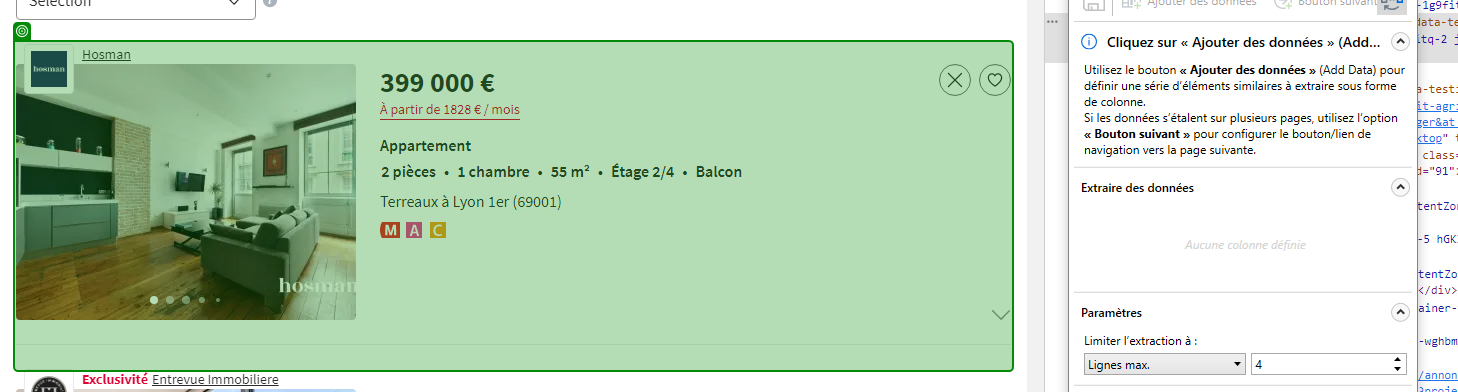 Sélection
Hosman
hosman
399 000 €
À partir de 1828 € / mois
Appartement
2 pièces • 1 chambre • 55 m² • Étage 2/4 • Balcon
Terreaux à Lyon 1er (69001)
M A C
hosman
Exclusivité Entrevue Immobiliere
Ajouter des données
Bouton suivant
Cliquez sur « Ajouter des données » (Add...
Utilisez le bouton « Ajouter des données » (Add Data) pour
définir une série d'éléments similaires à extraire sous forme
de colonne.
Si les données s'étalent sur plusieurs pages, utilisez l'option
« Bouton suivant » pour configurer le bouton/lien de
navigation vers la page suivante.
Extraire des données
Aucune colonne définie
Paramètres
Limiter l'extraction à :
Lignes max.
4
-1g9fit
data-te
itq-2 j
a-testi
it-agri
ger&at_
ktop" t
class=
d="91";
tentZo
-5 hGK
tentZo
</div>
ainer-
-wghbm
/annon